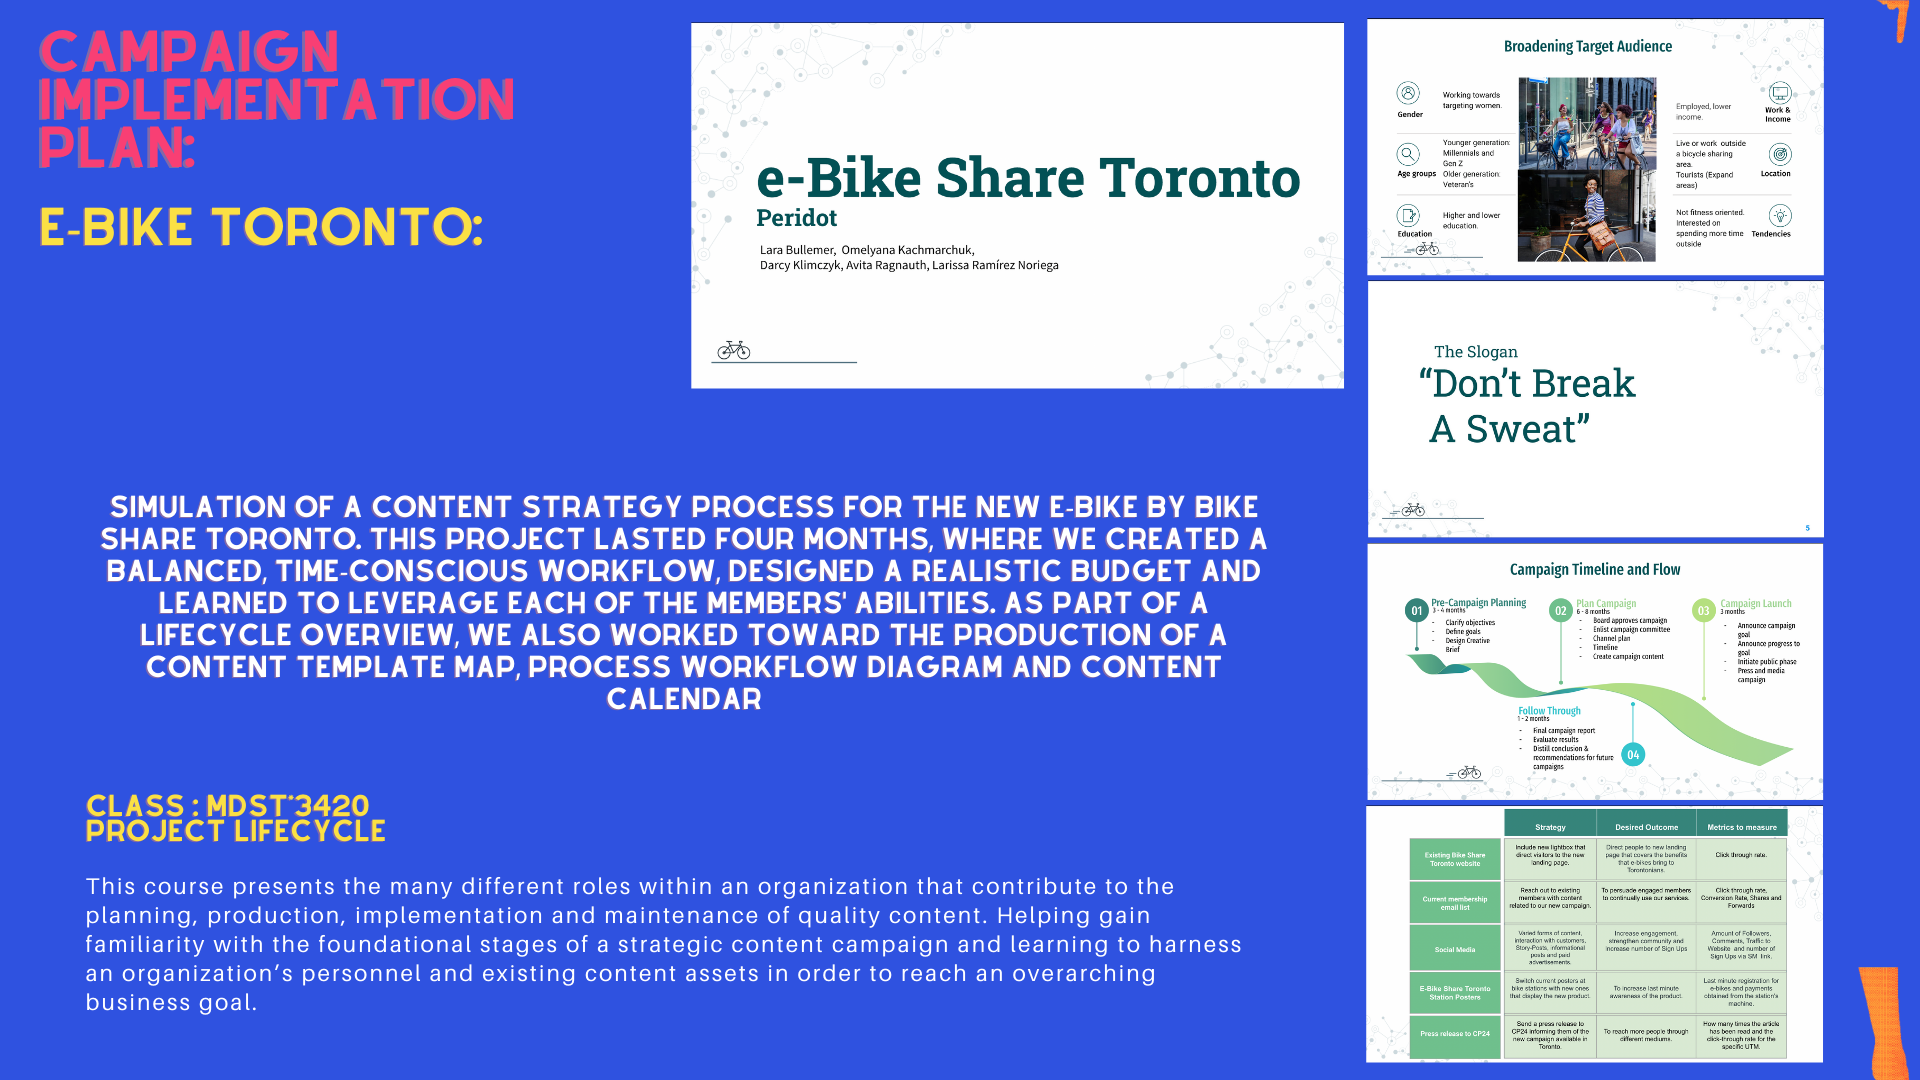 CAMPAIGN
IMPLEMENTATION
PLAN:
E-BIKE TORONTO:
e-Bike Share Toronto
Peridot
Lara Bullemer, Omelyana Kachmarchuk,
Darcy Klimczyk, Avita Ragnauth, Larissa Ramírez Noriega
SIMULATION OF A CONTENT STRATEGY PROCESS FOR THE NEW E-BIKE BY BIKE
SHARE TORONTO. THIS PROJECT LASTED FOUR MONTHS, WHERE WE CREATED A
BALANCED, TIME-CONSCIOUS WORKFLOW, DESIGNED A REALISTIC BUDGET AND
LEARNED TO LEVERAGE EACH OF THE MEMBERS' ABILITIES. AS PART OF A
LIFECYCLE OVERVIEW, WE ALSO WORKED TOWARD THE PRODUCTION OF A
CONTENT TEMPLATE MAP, PROCESS WORKFLOW DIAGRAM AND CONTENT
CALENDAR
CLASS : MDST*3420
PROJECT LIFECYCLE
This course presents the many different roles within an organization that contribute to the
planning, production, implementation and maintenance of quality content. Helping gain
familiarity with the foundational stages of a strategic content campaign and learning to harness
an organization's personnel and existing content assets in order to reach an overarching
business goal.
Broadening Target Audience
Gender
Working towards
targeting women.
Age groups
Younger generation:
Millennials and
Gen Z
Older generation:
Veteran's
Education
Higher and lower
education.
Employed, lower
income.
Work &
Income
Live or work outside
a bicycle sharing
area.
Tourists (Expand
areas)
Location
Not fitness oriented.
Interested on
spending more time
outside
Tendencies
The Slogan
“Don’t Break
A Sweat”
5
Campaign Timeline and Flow
01
Pre-Campaign Planning
3 - 4 months
- Clarify objectives
- Define goals
- Design Creative
Brief
02
Plan Campaign
6 - 8 months
- Board approves campaign
- Enlist campaign committee
- Channel plan
- Timeline
- Create campaign content
03
Campaign Launch
3 months
- Announce campaign
goal
- Announce progress to
goal
- Initiate public phase
- Press and media
campaign
Follow Through
1 - 2 months
- Final campaign report
- Evaluate results
- Distill conclusion &
recommendations for future
campaigns
04
Strategy
Desired Outcome
Metrics to measure
Existing Bike Share
Toronto website
Include new lightbox that
direct visitors to the new
landing page.
Direct people to new landing
page that covers the benefits
that e-bikes bring to
Torontonians.
Click through rate.
Current membership
email list
Reach out to existing
members with content
related to our new campaign.
To persuade engaged members
to continually use our services.
Click through rate,
Conversion Rate, Shares and
Forwards
Social Media
Varied forms of content,
interaction with customers,
Story-Posts, informational
posts and paid
advertisements.
Increase engagement,
strengthen community and
increase number of Sign Ups
Amount of Followers,
Comments, Traffic to
Website and number of
Sign Ups via SM link.
E-Bike Share Toronto
Station Posters
Switch current posters at
bike stations with new ones
that display the new product.
To increase last minute
awareness of the product.
Last minute registration for
e-bikes and payments
obtained from the station's
machine.
Press release to CP24
Send a press release to
CP24 informing them of the
new campaign available in
Toronto.
To reach more people through
different mediums.
How many times the article
has been read and the
click-through rate for the
specific UTM.